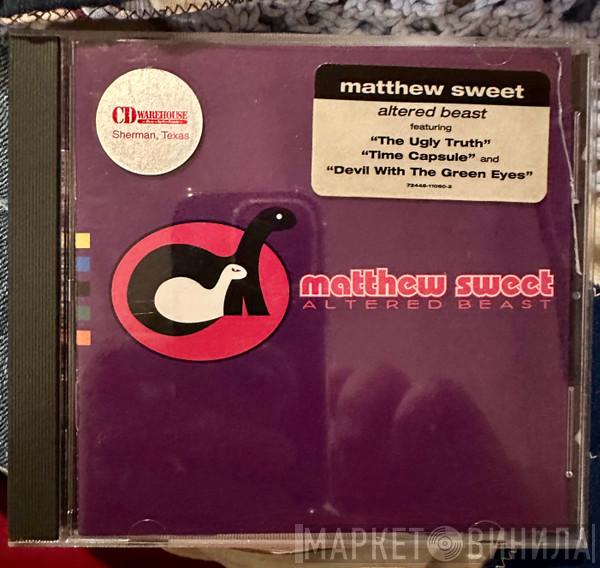 CD WAREHOUSE
Sherman, Texas
matthew sweet
altered beast
featuring
"The Ugly Truth"
"Time Capsule" and
"Devil With The Green Eyes"
72445-11060-2
matthew sweet
ALTERED BEAST
МАРКЕТ ВИНИЛА